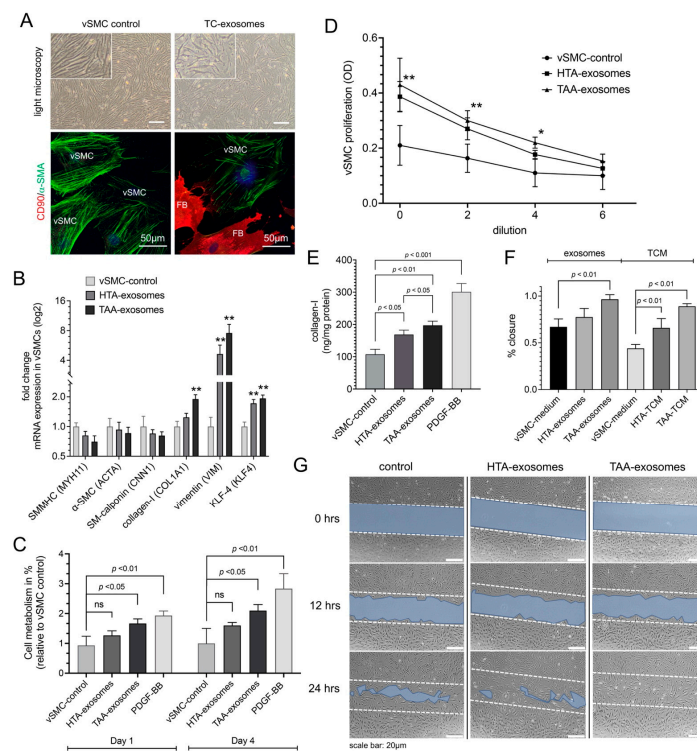 A
vSMC control
TC-exosomes
light microscopy
CD90/α-SMA
vSMC
vSMC
vSMC
50μm
vSMC
FB
FB
50μm
B
vSMC-control
HTA-exosomes
TAA-exosomes
fold change
mRNA expression in vSMCs (log2)
16
8
4
2.0
1.0
0.5
**
**
**
**
**
SMMHC (MYH11)
α-SMC (ACTA)
SM-calponin (CNN1)
collagen-I (COL1A1)
vimentin (VIM)
KLF-4 (KLF4)
C
Cell metabolism in %
(relative to vSMC control)
4
3
2
1
0
p <0.01
p <0.05
ns
p <0.01
p <0.05
ns
vSMC-control
HTA-exosomes
TAA-exosomes
PDGF-BB
vSMC-control
HTA-exosomes
TAA-exosomes
PDGF-BB
Day 1
Day 4
D
vSMC proliferation (OD)
0.6
0.4
0.2
0.0
**
**
*
vSMC-control
HTA-exosomes
TAA-exosomes
0
2
4
6
dilution
E
collagen-I
(ng/mg protein)
400
300
200
100
0
p < 0.001
p < 0.01
p < 0.05
p < 0.05
vSMC-control
HTA-exosomes
TAA-exosomes
PDGF-BB
F
exosomes
TCM
% closure
1.5
1.0
0.5
0.0
p < 0.01
p < 0.01
p < 0.01
vSMC-medium
HTA-exosomes
TAA-exosomes
vSMC-medium
HTA-TCM
TAA-TCM
G
control
HTA-exosomes
TAA-exosomes
0 hrs
12 hrs
24 hrs
scale bar: 20μm